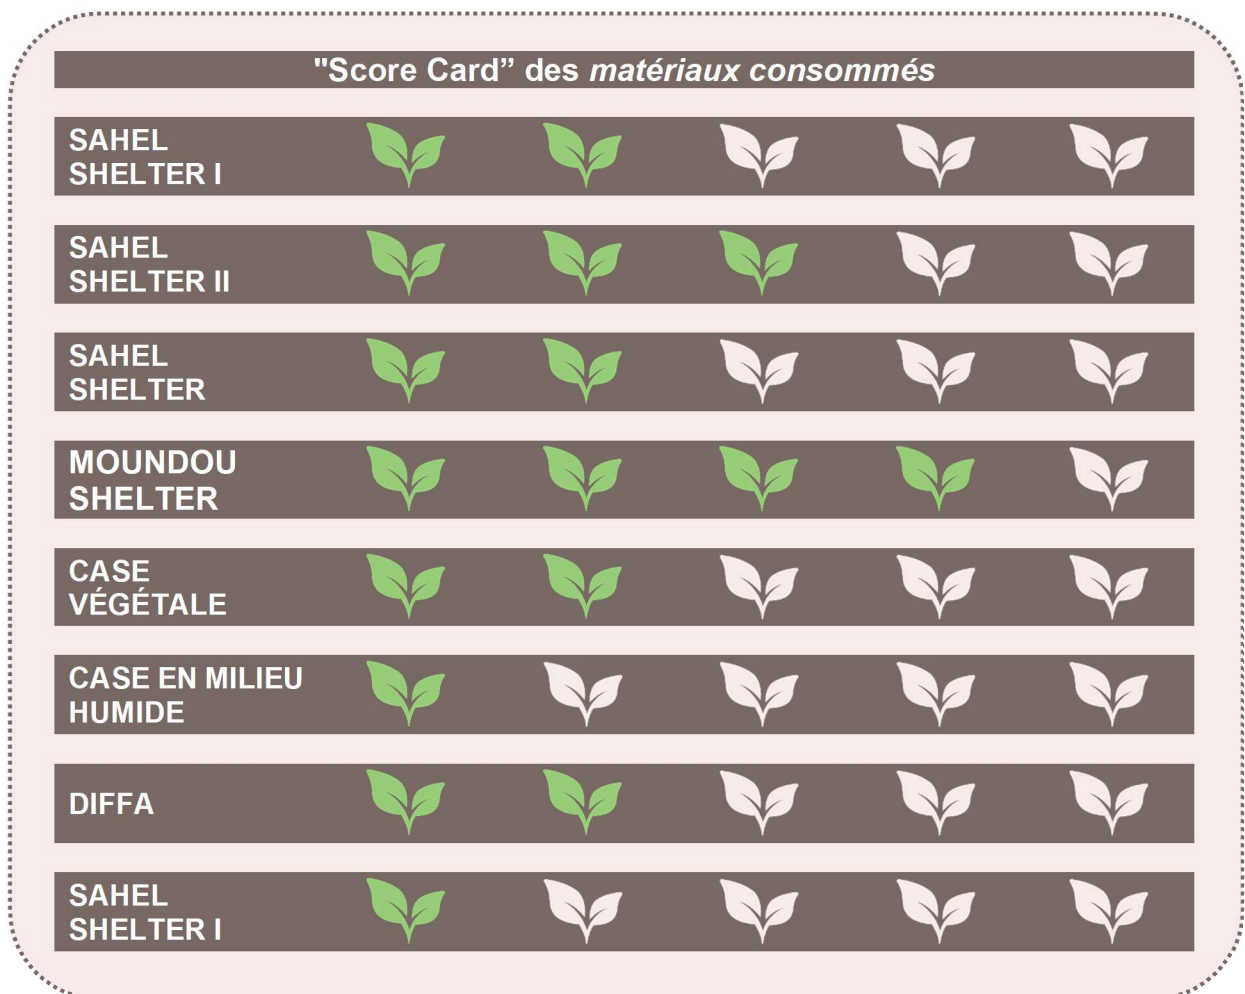 "Score Card” des matériaux consommés
SAHEL
SHELTER I
SAHEL
SHELTER II
SAHEL
SHELTER
MOUNDOU
SHELTER
CASE
VÉGÉTALE
CASE EN MILIEU
HUMIDE
DIFFA
SAHEL
SHELTER I